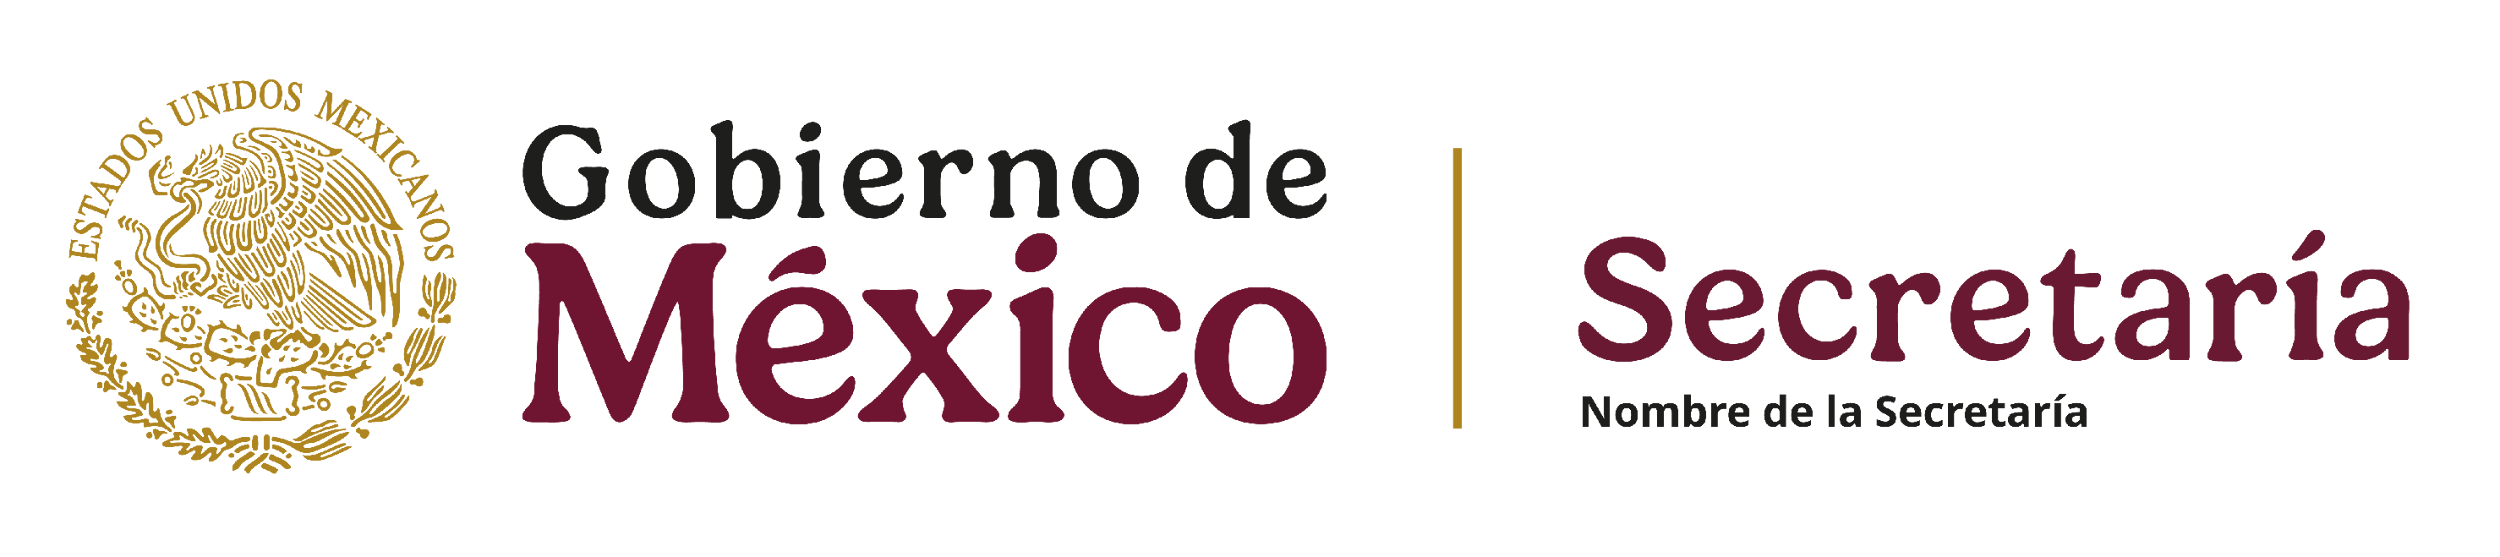 ESTADOS UNIDOS MEXICANOS
Gobierno de
México
Secretaría
Nombre de la Secretaría